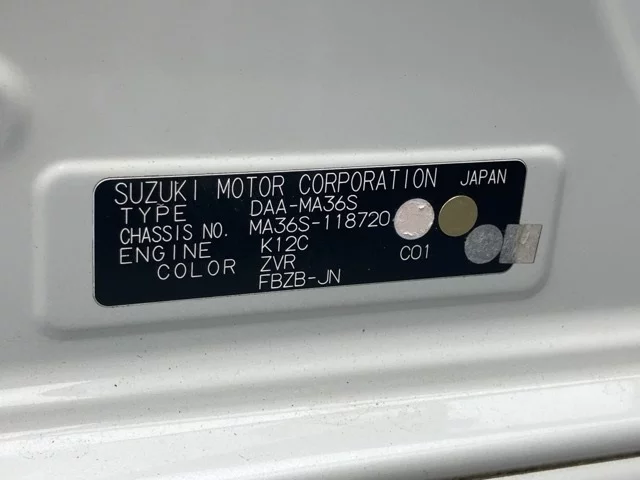 SUZUKI MOTOR CORPORATION JAPAN
TYPE DAA-MA36S
CHASSIS NO. MA36S-118720
ENGINE K12C C01
COLOR ZVR
FBZB-JN